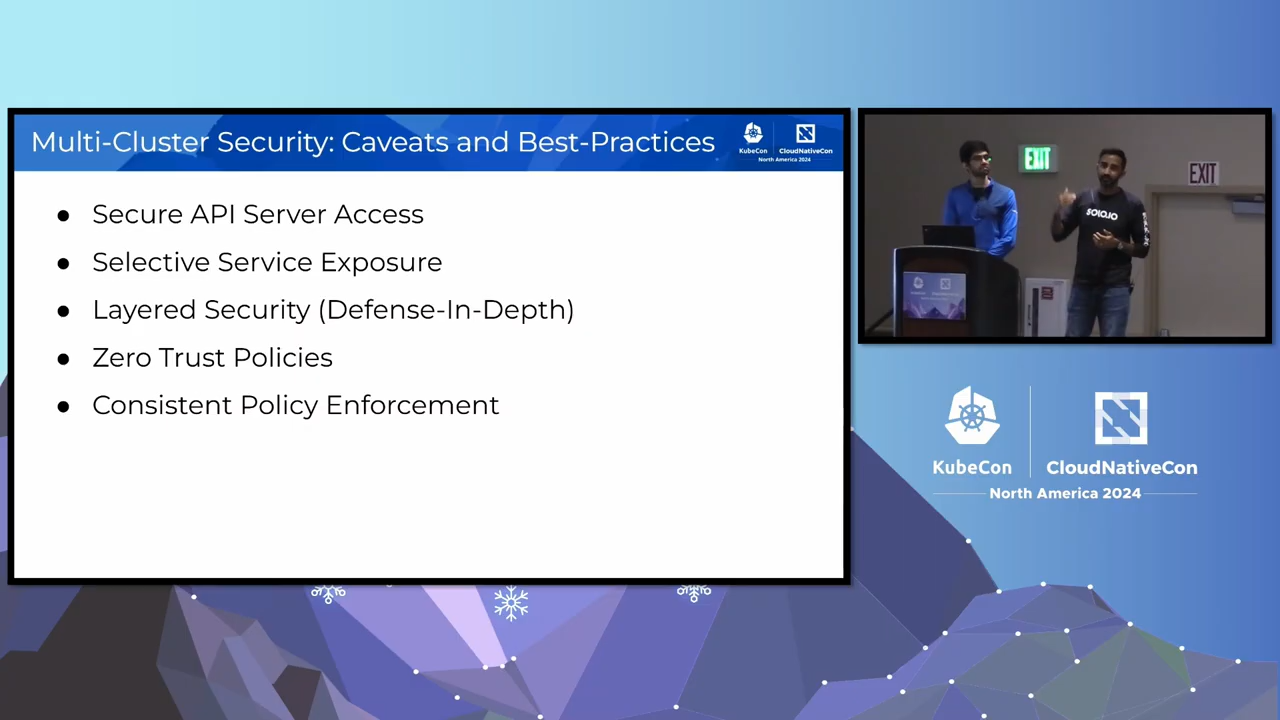 Multi-Cluster Security: Caveats and Best-Practices
KubeCon
CloudNativeCon
North America 2024
● Secure API Server Access
● Selective Service Exposure
● Layered Security (Defense-In-Depth)
● Zero Trust Policies
● Consistent Policy Enforcement
EXIT
EXIT
SOLO.IO
KubeCon
CloudNativeCon
North America 2024